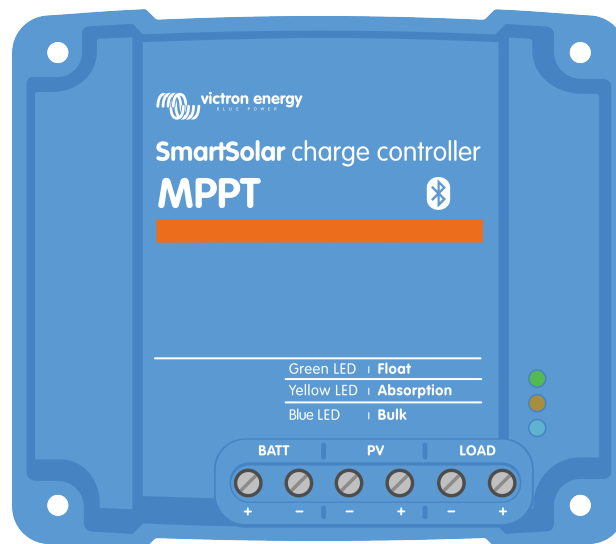 victron energy
BLUE POWER
SmartSolar charge controller
MPPT
Green LED Float
Yellow LED Absorption
Blue LED Bulk
BATT PV LOAD
+ − − + − +